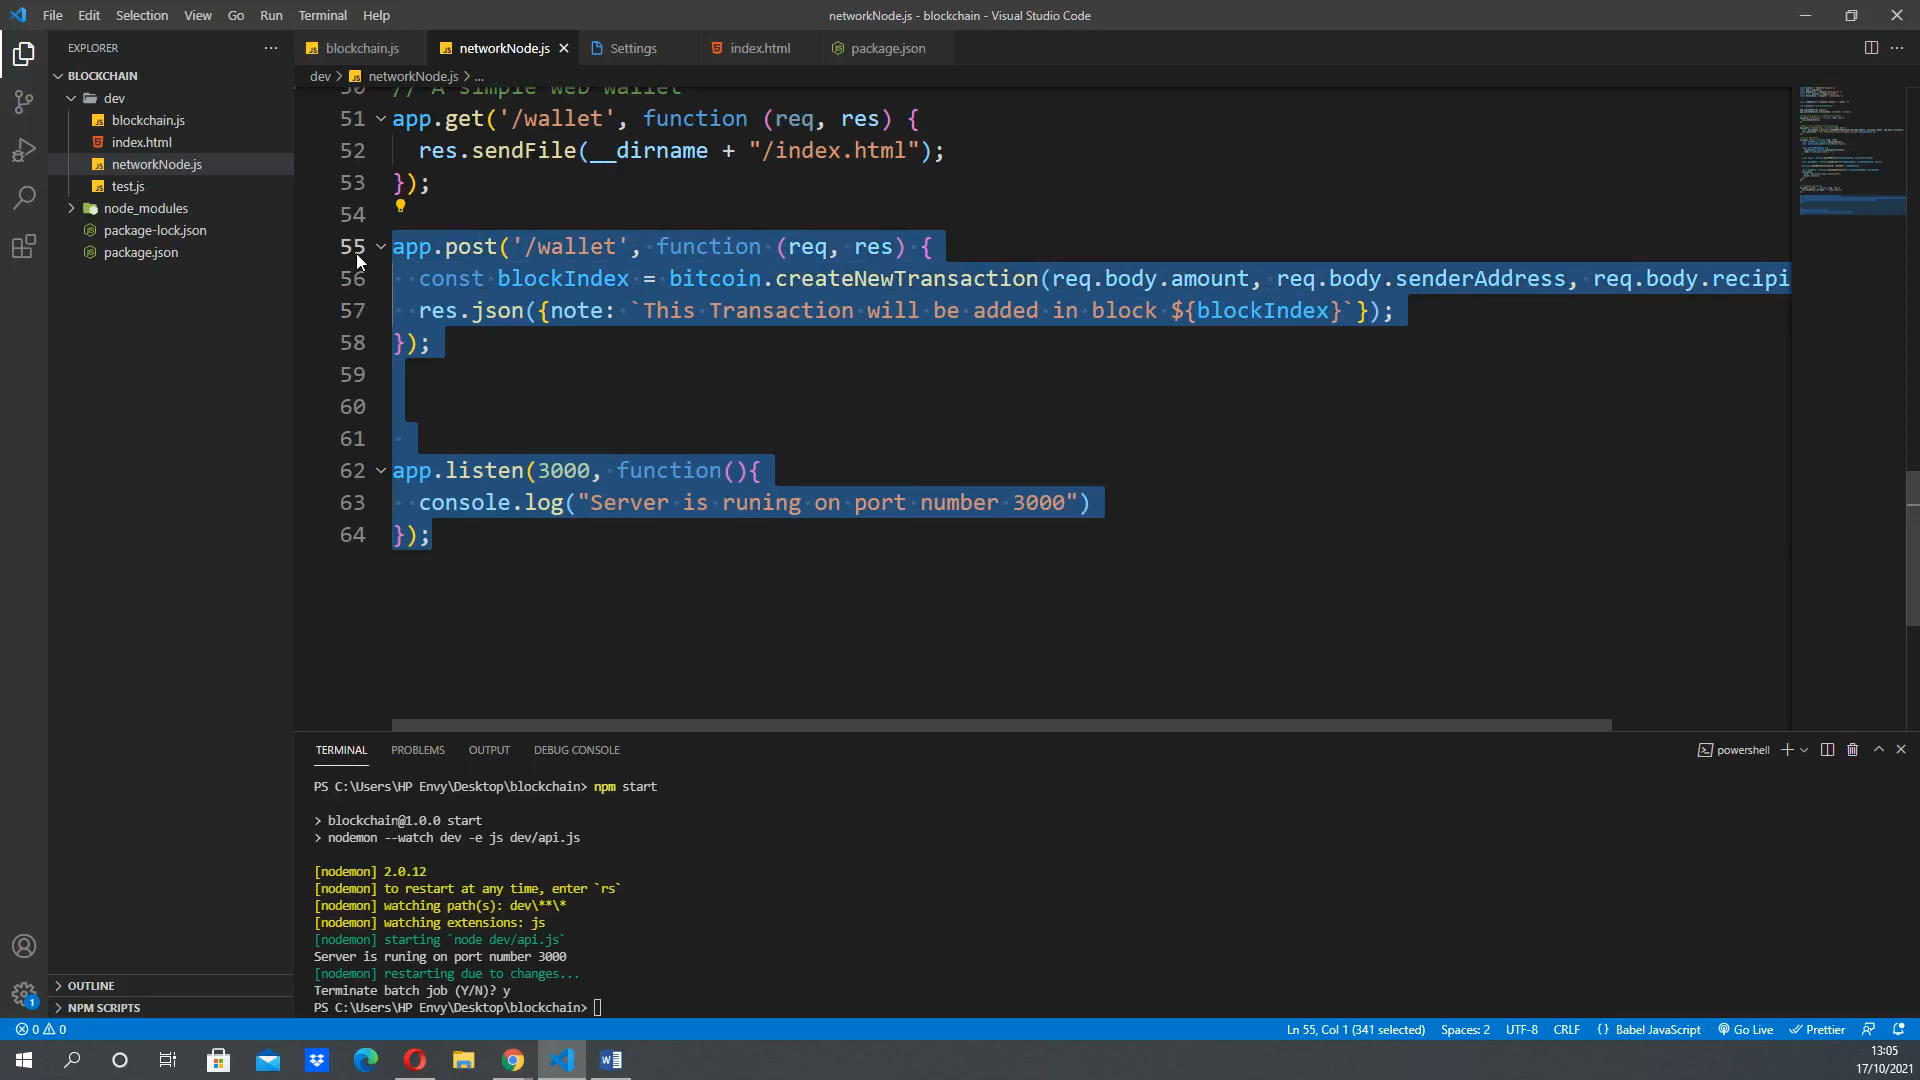 File Edit Selection View Go Run Terminal Help
networkNode.js - blockchain - Visual Studio Code
EXPLORER
blockchain.js
networkNode.js
Settings
index.html
package.json
BLOCKCHAIN
dev
blockchain.js
index.html
networkNode.js
test.js
node_modules
package-lock.json
package.json
OUTLINE
NPM SCRIPTS
1
dev > networkNode.js > ...
50 // A simple web wallet
51 app.get('/wallet', function (req, res) {
52 res.sendFile(__dirname + "/index.html");
53 });
54
55 app.post('/wallet', function (req, res) {
56 const blockIndex = bitcoin.createNewTransaction(req.body.amount, req.body.senderAddress, req.body.recipi
57 res.json({note: `This Transaction will be added in block ${blockIndex}`});
58 });
59
60
61
62 app.listen(3000, function(){
63 console.log("Server is runing on port number 3000")
64 });
TERMINAL PROBLEMS OUTPUT DEBUG CONSOLE
powershell
PS C:\Users\HP Envy\Desktop\blockchain> npm start
> blockchain@1.0.0 start
> nodemon --watch dev -e js dev/api.js
[nodemon] 2.0.12
[nodemon] to restart at any time, enter `rs`
[nodemon] watching path(s): dev\**\*
[nodemon] watching extensions: js
[nodemon] starting `node dev/api.js`
Server is runing on port number 3000
[nodemon] restarting due to changes...
Terminate batch job (Y/N)? y
PS C:\Users\HP Envy\Desktop\blockchain>
0 0
Ln 55, Col 1 (341 selected) Spaces: 2 UTF-8 CRLF {} Babel JavaScript Go Live Prettier
13:05
17/10/2021